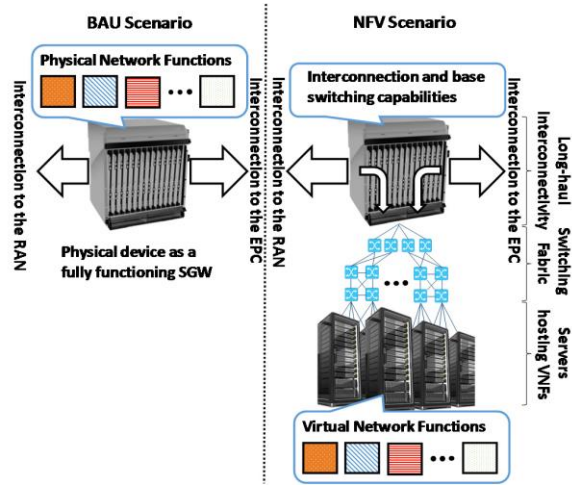 BAU Scenario
Physical Network Functions
Interconnection to the RAN
Interconnection to the EPC
Physical device as a
fully functioning SGW
NFV Scenario
Interconnection and base
switching capabilities
Interconnection to the RAN
Interconnection to the EPC
Long-haul
Interconnectivity
Switching
Fabric
Servers
hosting VNFs
Virtual Network Functions